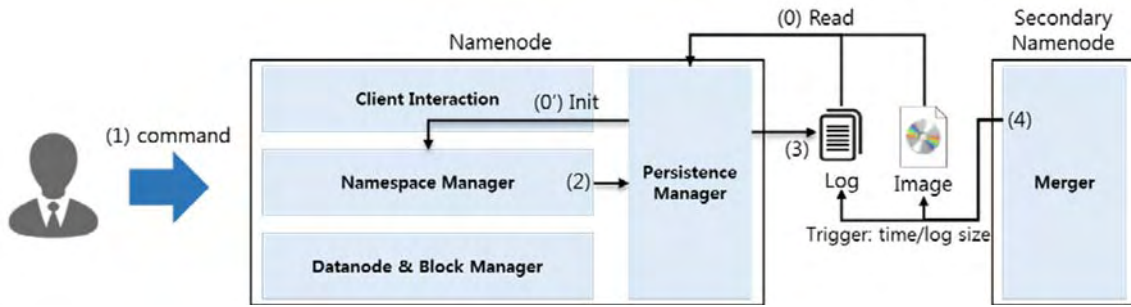 (0) Read
Secondary
Namenode
Namenode
Client Interaction
(0') Init
(1) command
(4)
(3)
Persistence
Manager
Namespace Manager
(2)
Log
Image
Merger
Trigger: time/log size
Datanode & Block Manager